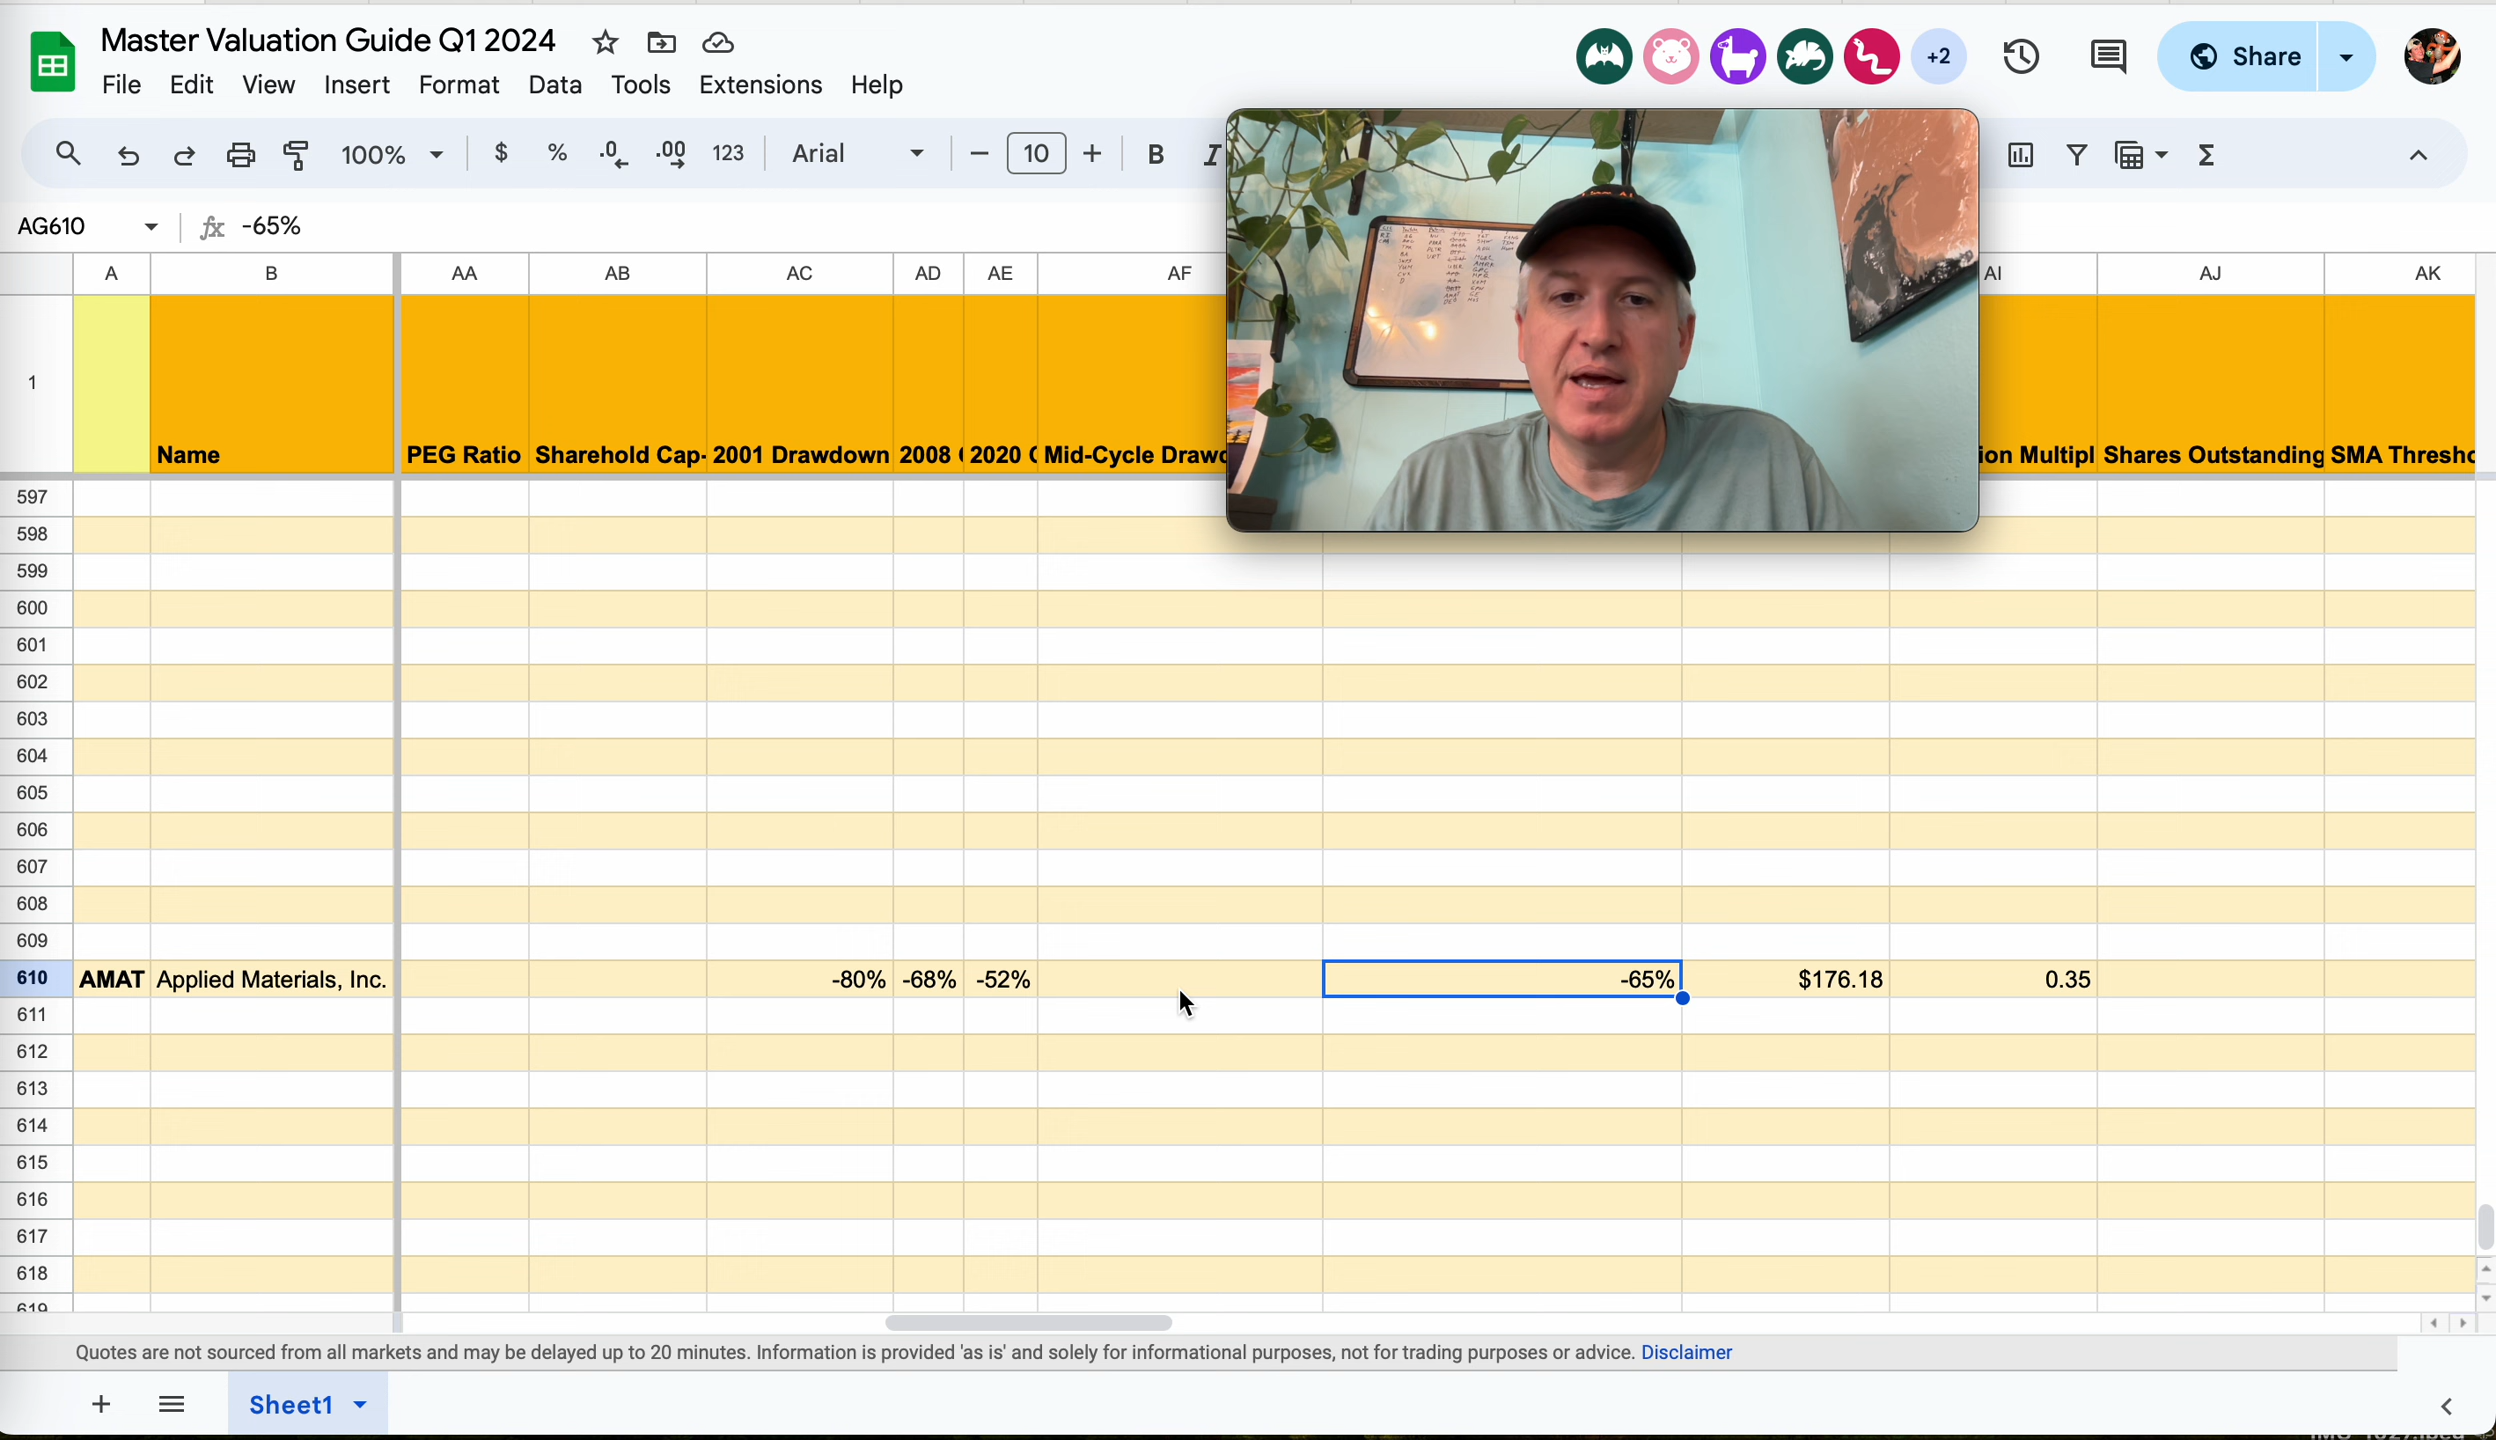 Master Valuation Guide Q1 2024
File Edit View Insert Format Data Tools Extensions Help
+2
Share
100% $ % .0 .00 123 Arial 10 B I Σ
AG610 fx -65%
A B AA AB AC AD AE AF AI AJ AK
1 Name PEG Ratio Sharehold Cap- 2001 Drawdown 2008 2020 Mid-Cycle Drawd ion Multipl Shares Outstanding SMA Thresho
597
598
599
600
601
602
603
604
605
606
607
608
609
610 AMAT Applied Materials, Inc. -80% -68% -52% -65% $176.18 0.35
611
612
613
614
615
616
617
618
619
Quotes are not sourced from all markets and may be delayed up to 20 minutes. Information is provided 'as is' and solely for informational purposes, not for trading purposes or advice. Disclaimer
Sheet1